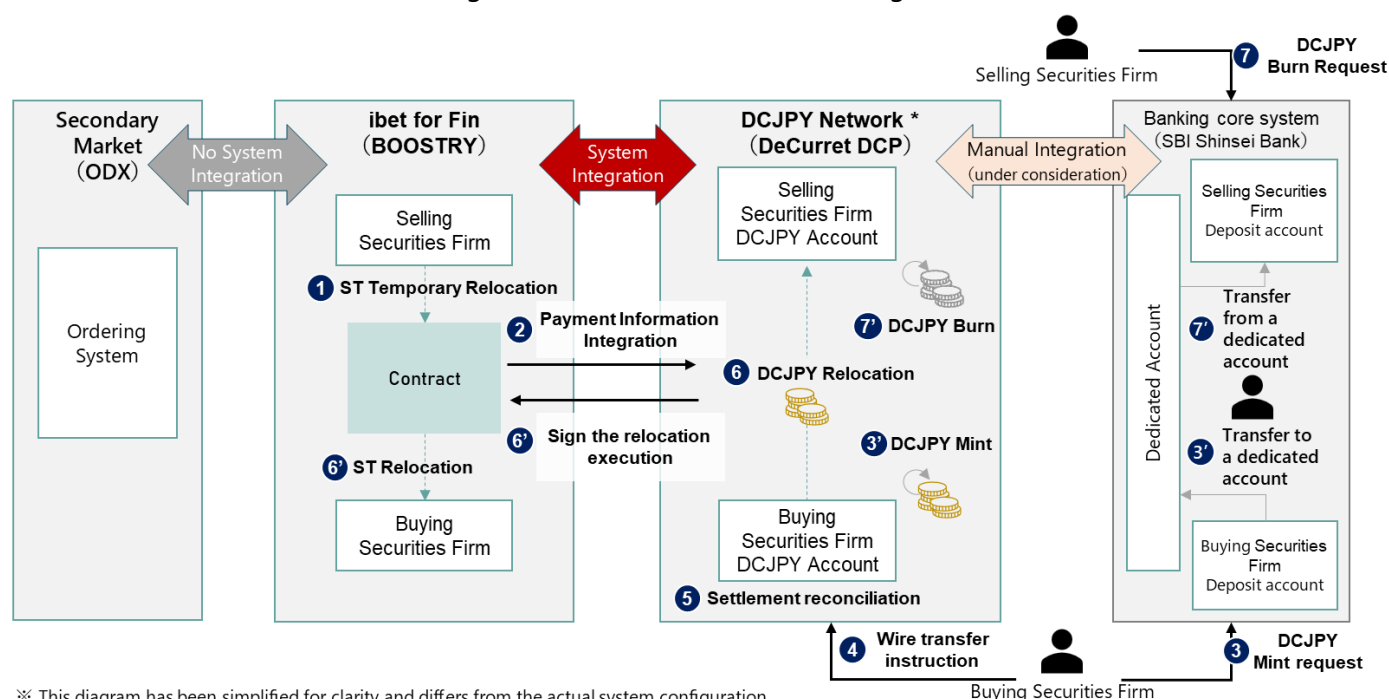 Selling Securities Firm
7
DCJPY
Burn Request
Secondary
Market
（ODX）
No System
Integration
Ordering
System
ibet for Fin
（BOOSTRY）
System
Integration
Selling
Securities Firm
1 ST Temporary Relocation
Contract
2 Payment Information
Integration
6’ Sign the relocation
execution
6’ ST Relocation
Buying
Securities Firm
DCJPY Network *
（DeCurret DCP）
Selling
Securities Firm
DCJPY Account
7’ DCJPY Burn
6 DCJPY Relocation
3’ DCJPY Mint
Buying
Securities Firm
DCJPY Account
5 Settlement reconciliation
Manual Integration
（under consideration）
Banking core system
（SBI Shinsei Bank）
Selling Securities
Firm
Deposit account
Dedicated Account
7’ Transfer
from a
dedicated
account
3’ Transfer to
a dedicated
account
Buying Securities
Firm
Deposit account
4 Wire transfer
instruction
Buying Securities Firm
3 DCJPY
Mint request
※ This diagram has been simplified for clarity and differs from the actual system configuration